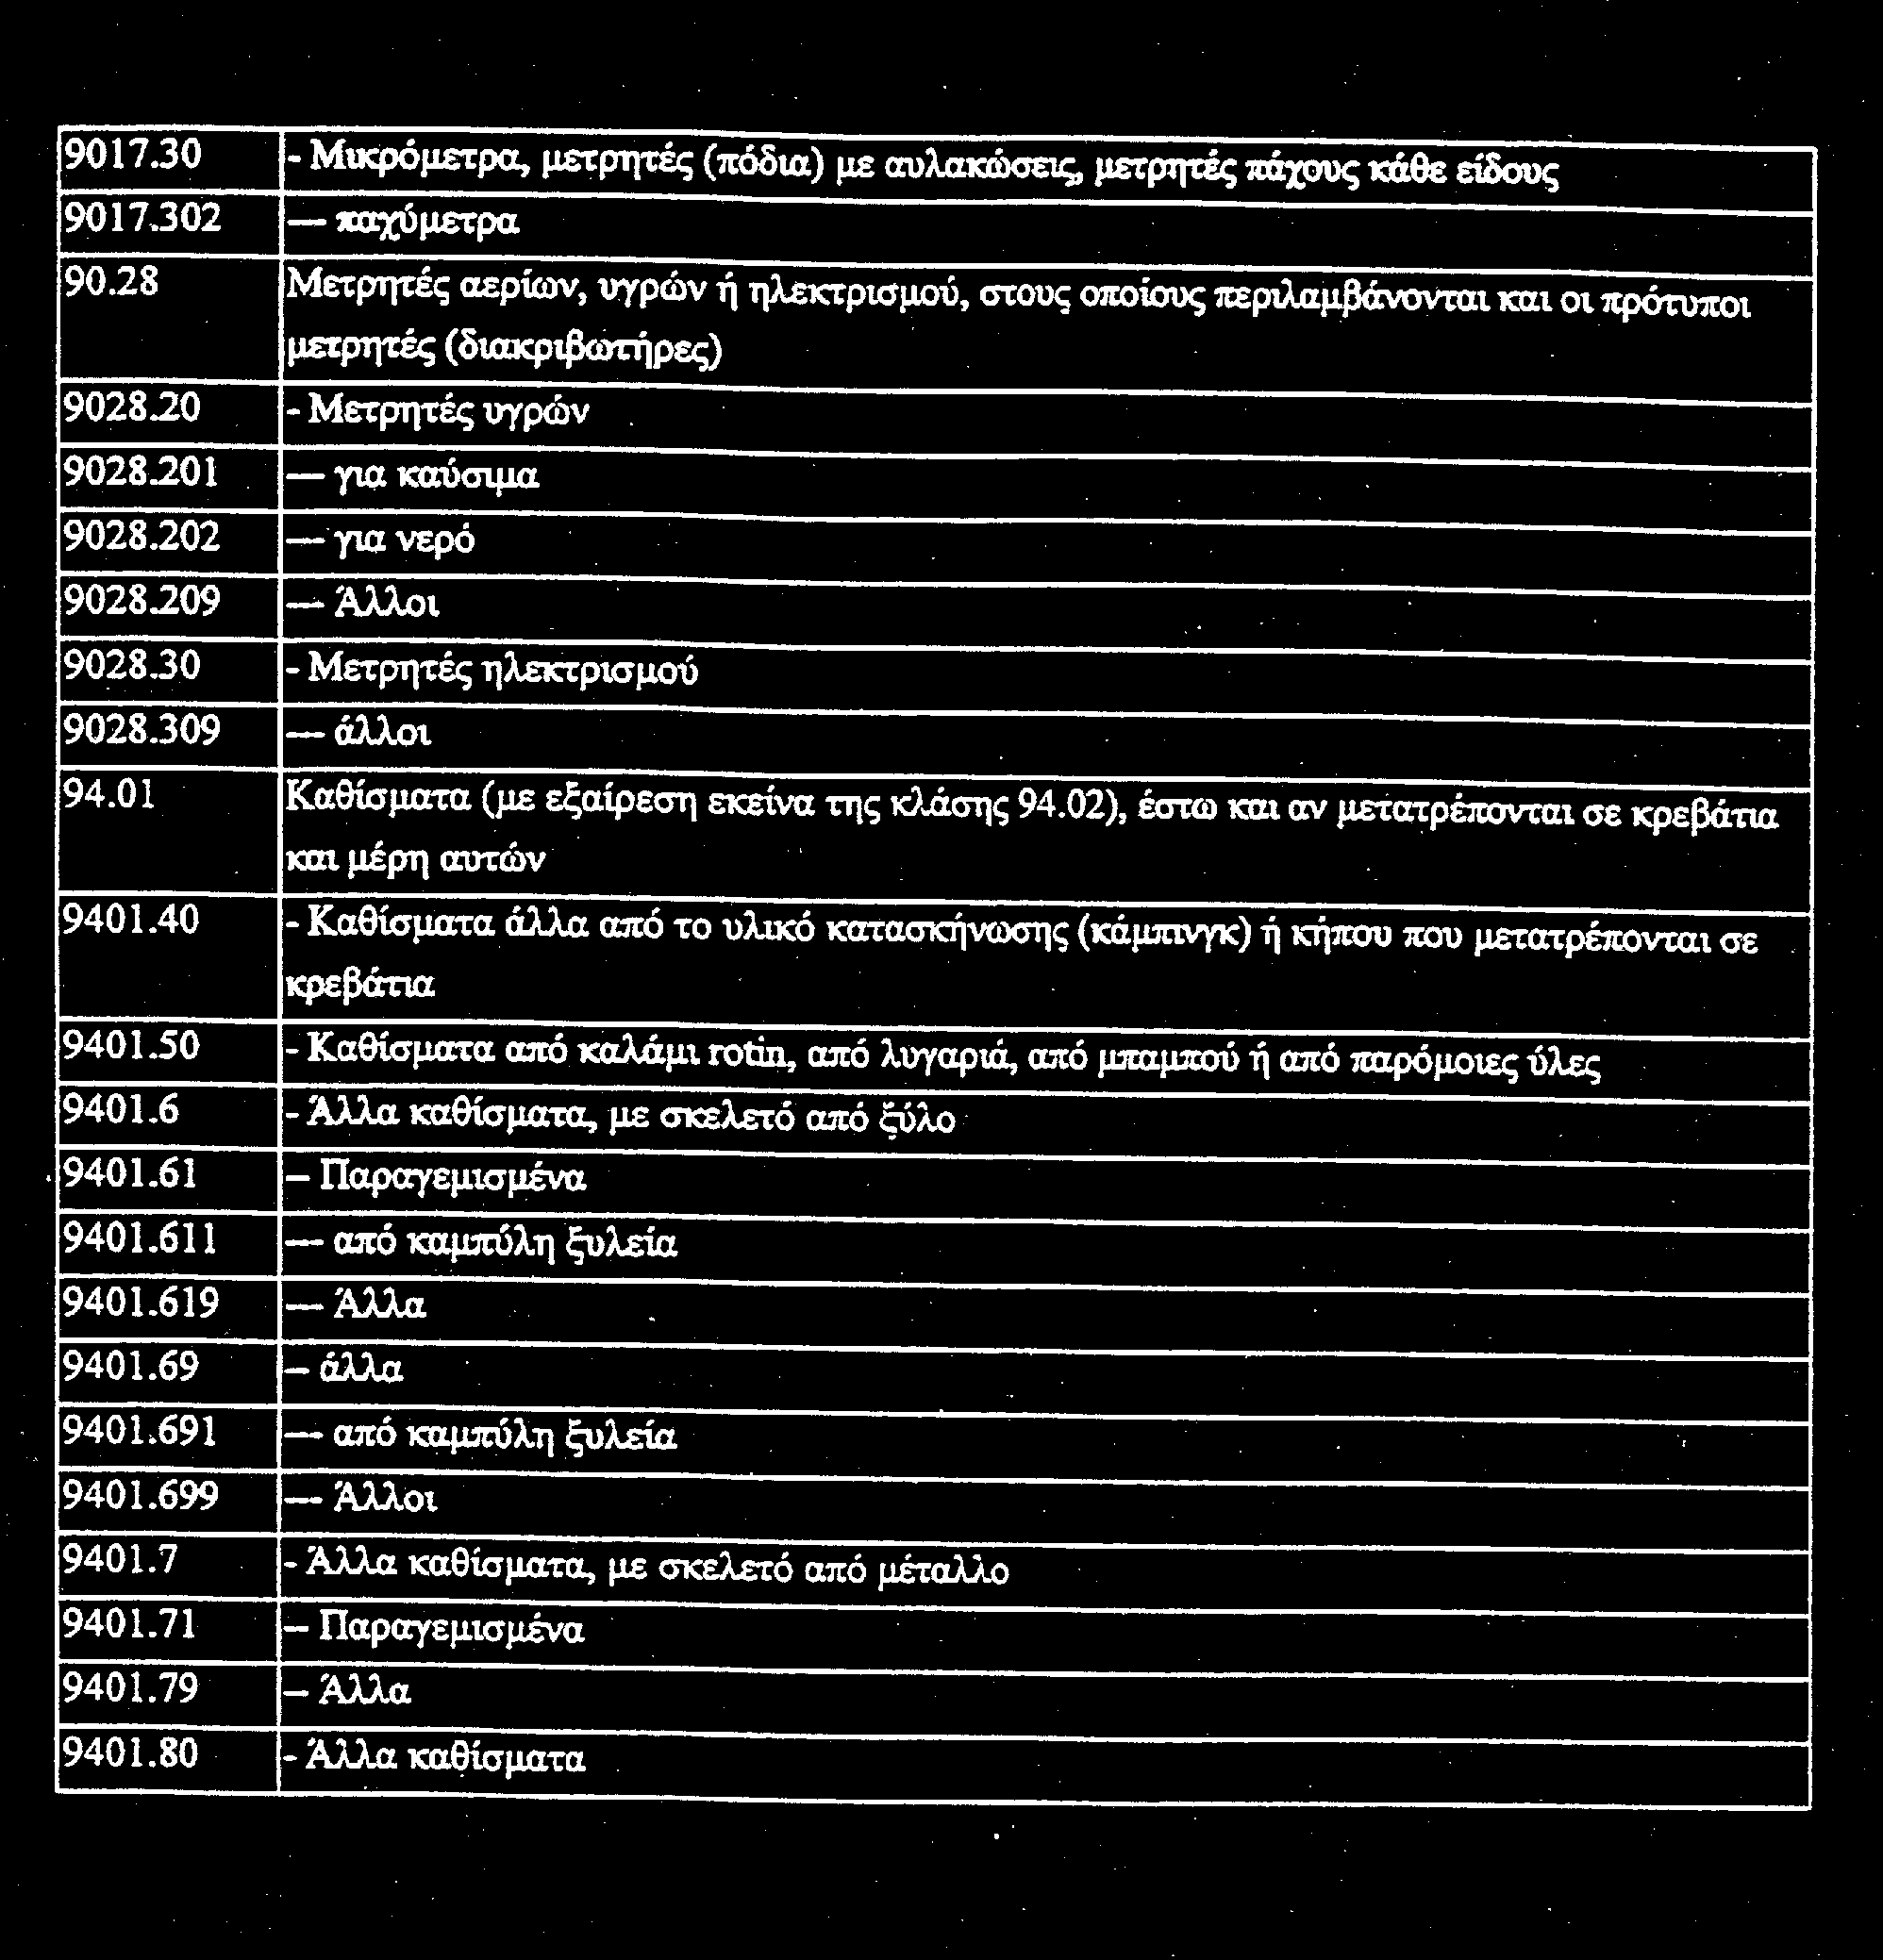 9017.30 - Μικρόμετρα, μετρητές (πόδια) με αυλακώσεις, μετρητές πάχους κάθε είδους
9017.302 — παχύμετρα
90.28 Μετρητές αερίων, υγρών ή ηλεκτρισμού, στους οποίους περιλαμβάνονται και οι πρότυποι
μετρητές (διακριβωτήρες)
9028.20 - Μετρητές υγρών
9028.201 — για καύσιμα
9028.202 — για νερό
9028.209 — Άλλοι
9028.30 - Μετρητές ηλεκτρισμού
9028.309 — άλλοι
94.01 Καθίσματα (με εξαίρεση εκείνα της κλάσης 94.02), έστω και αν μετατρέπονται σε κρεβάτια
και μέρη αυτών
9401.40 - Καθίσματα άλλα από το υλικό κατασκήνωσης (κάμπινγκ) ή κήπου που μετατρέπονται σε
κρεβάτια
9401.50 - Καθίσματα από καλάμι rotin, από λυγαριά, από μπαμπού ή από παρόμοιες ύλες
9401.6 - Άλλα καθίσματα, με σκελετό από ξύλο
9401.61 – Παραγεμισμένα
9401.611 — από καμπύλη ξυλεία
9401.619 — Άλλα
9401.69 – άλλα
9401.691 — από καμπύλη ξυλεία
9401.699 — Άλλοι
9401.7 - Άλλα καθίσματα, με σκελετό από μέταλλο
9401.71 – Παραγεμισμένα
9401.79 – Άλλα
9401.80 - Άλλα καθίσματα